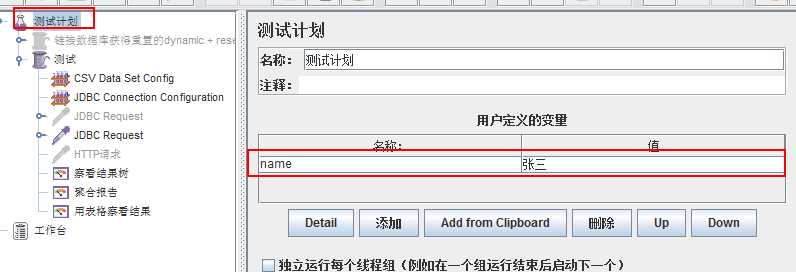 测试计划
链接数据库获得重置的dynamic + rese
测试
CSV Data Set Config
JDBC Connection Configuration
JDBC Request
JDBC Request
HTTP请求
察看结果树
聚合报告
用表格察看结果
工作台
测试计划
名称： 测试计划
注释：
用户定义的变量
名称： 值
name 张三
Detail 添加 Add from Clipboard 删除 Up Down
独立运行每个线程组（例如在一个组运行结束后启动下一个）